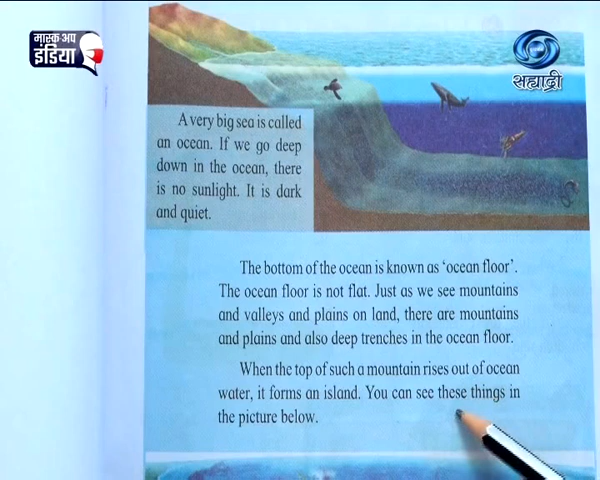 मास्क अप
इंडिया
सह्याद्री
A very big sea is called
an ocean. If we go deep
down in the ocean, there
is no sunlight. It is dark
and quiet.
The bottom of the ocean is known as ‘ocean floor’.
The ocean floor is not flat. Just as we see mountains
and valleys and plains on land, there are mountains
and plains and also deep trenches in the ocean floor.
When the top of such a mountain rises out of ocean
water, it forms an island. You can see these things in
the picture below.